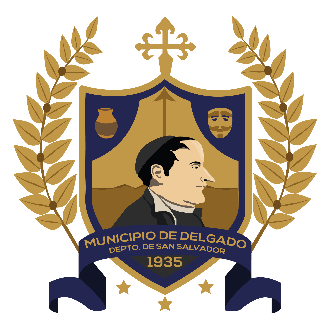 MUNICIPIO DE DELGADO
DEPTO. DE SAN SALVADOR
1935